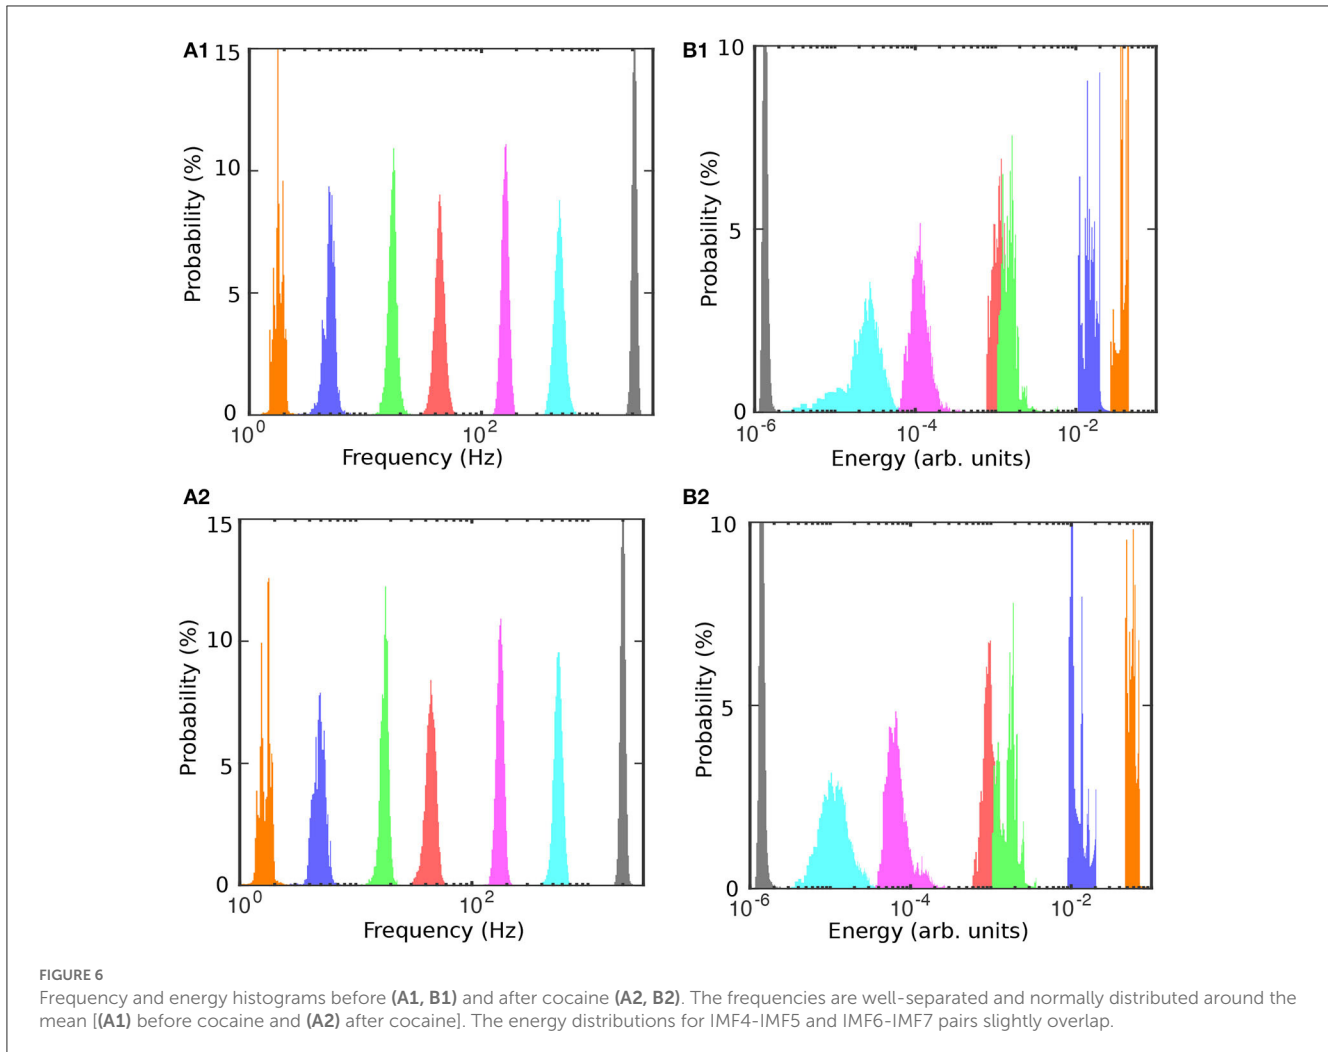 A1
15
10
5
0
Probability (%)
10^0
10^2
Frequency (Hz)
B1
10
5
0
Probability (%)
10^-6
10^-4
10^-2
Energy (arb. units)
A2
15
10
5
0
Probability (%)
10^0
10^2
Frequency (Hz)
B2
10
5
0
Probability (%)
10^-6
10^-4
10^-2
Energy (arb. units)
FIGURE 6
Frequency and energy histograms before (A1, B1) and after cocaine (A2, B2). The frequencies are well-separated and normally distributed around the
mean [(A1) before cocaine and (A2) after cocaine]. The energy distributions for IMF4-IMF5 and IMF6-IMF7 pairs slightly overlap.